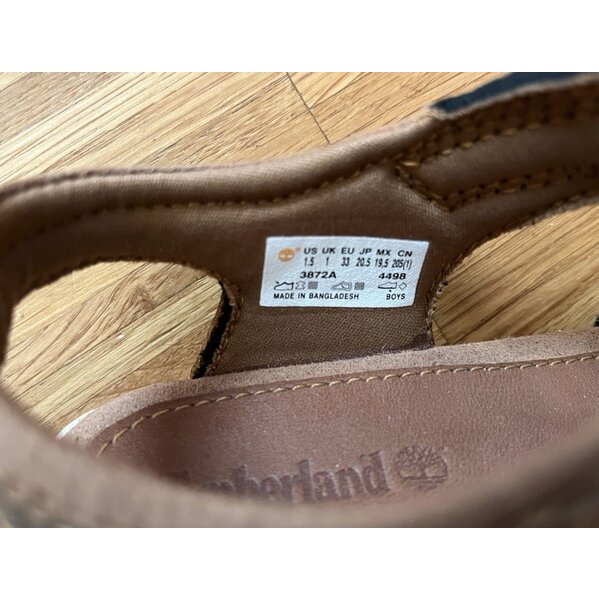 US UK EU JP MX CN
1.5 1 33 20.5 19.5 205(1)
3872A 4498
MADE IN BANGLADESH BOYS
Timberland